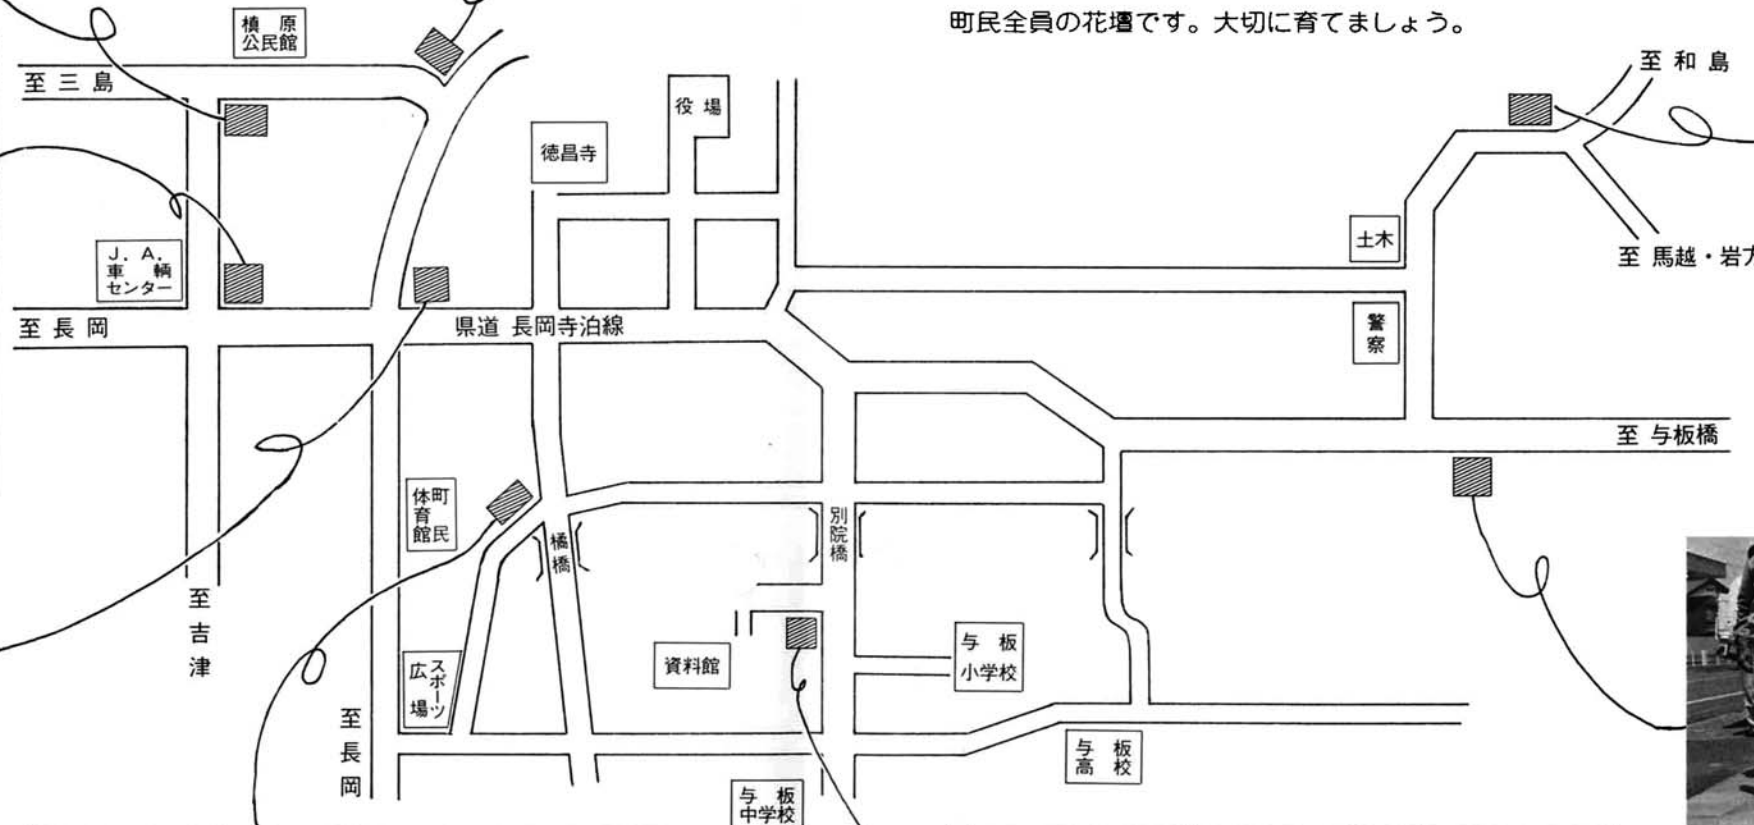 町民全員の花壇です。大切に育てましょう。
槙原
公民館
至三島
役場
徳昌寺
至和島
土木
至 馬越・岩方
J.A.
車輌
センター
至長岡
県道 長岡寺泊線
警察
至 与板橋
町民
体育館
橘橋
別院橋
至吉津
資料館
与板
小学校
スポーツ
広場
至長岡
与板
高校
与板
中学校